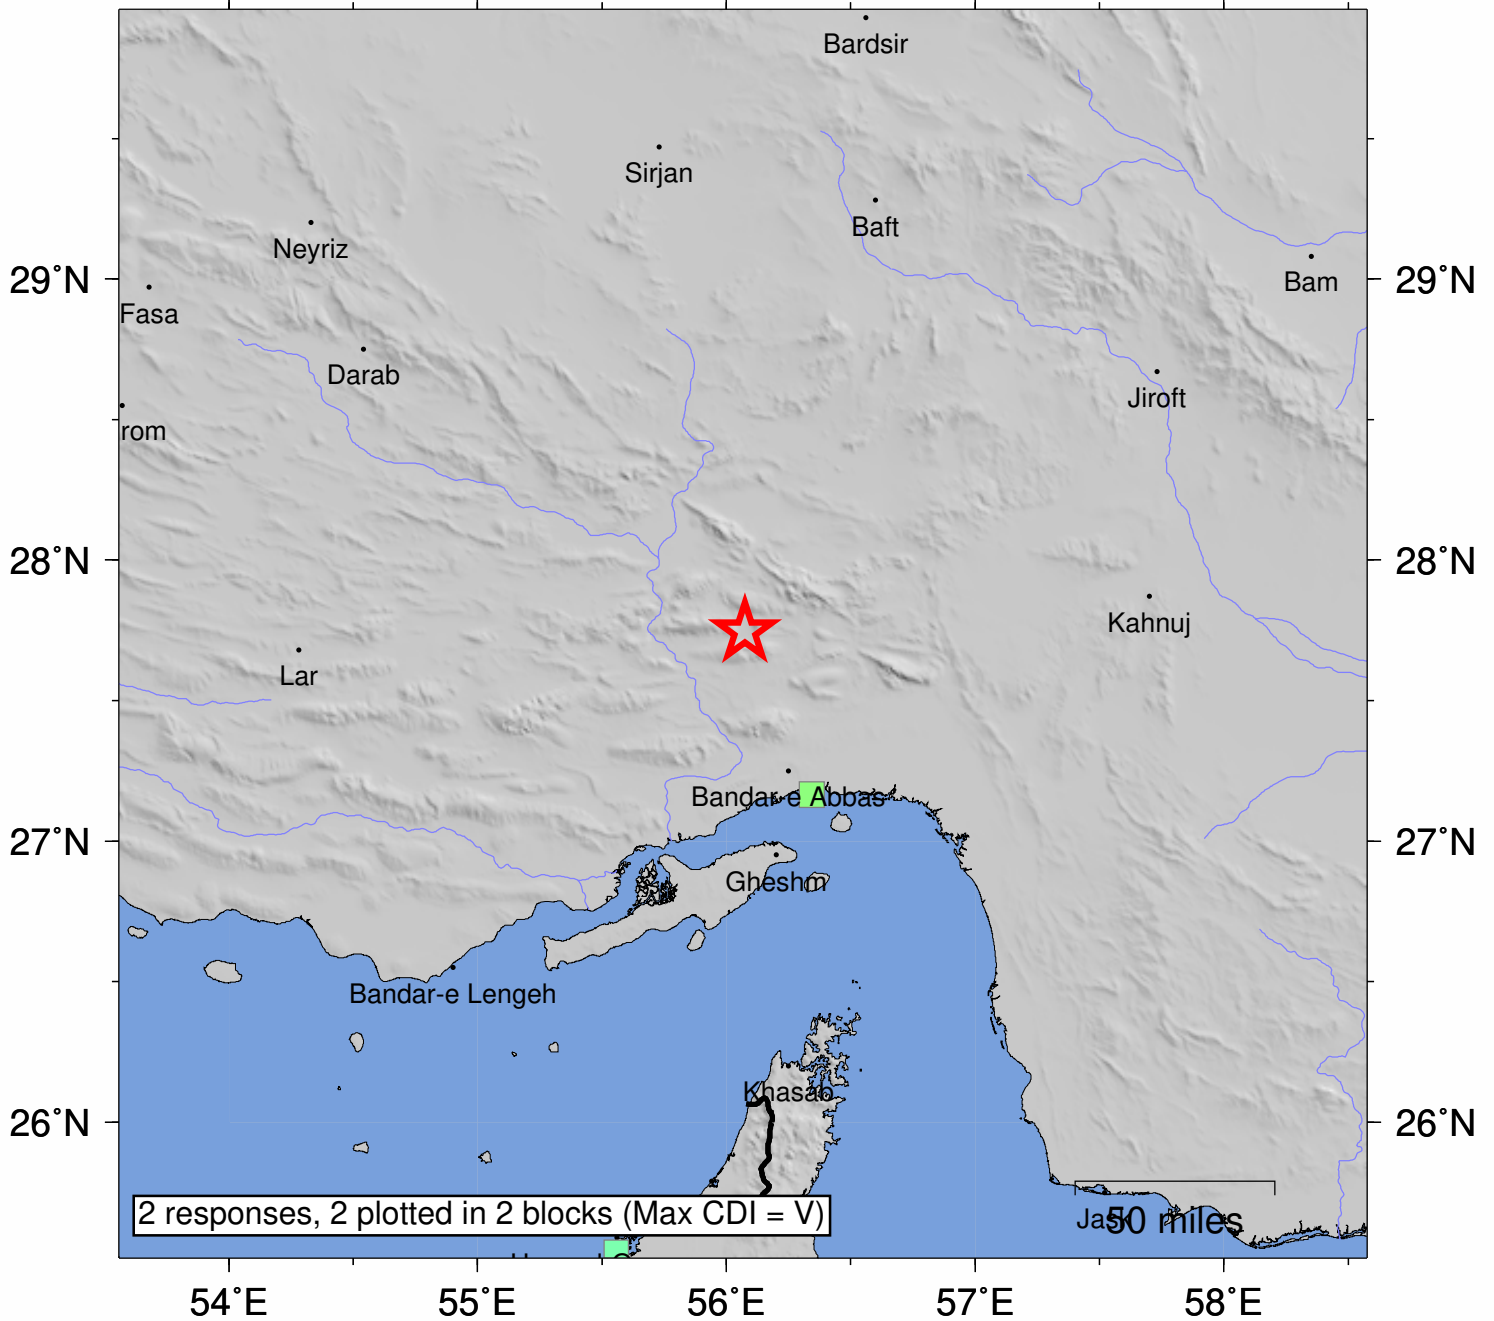 Bardsir
Sirjan
Baft
Neyriz
29˚N
29˚N
Bam
Fasa
Darab
Jiroft
rom
28˚N
28˚N
Kahnuj
Lar
Bandar-e Abbas
27˚N
27˚N
Gheshm
Bandar-e Lengeh
Khasab
26˚N
26˚N
2 responses, 2 plotted in 2 blocks (Max CDI = V)
Jask
50 miles
54˚E
55˚E
56˚E
57˚E
58˚E